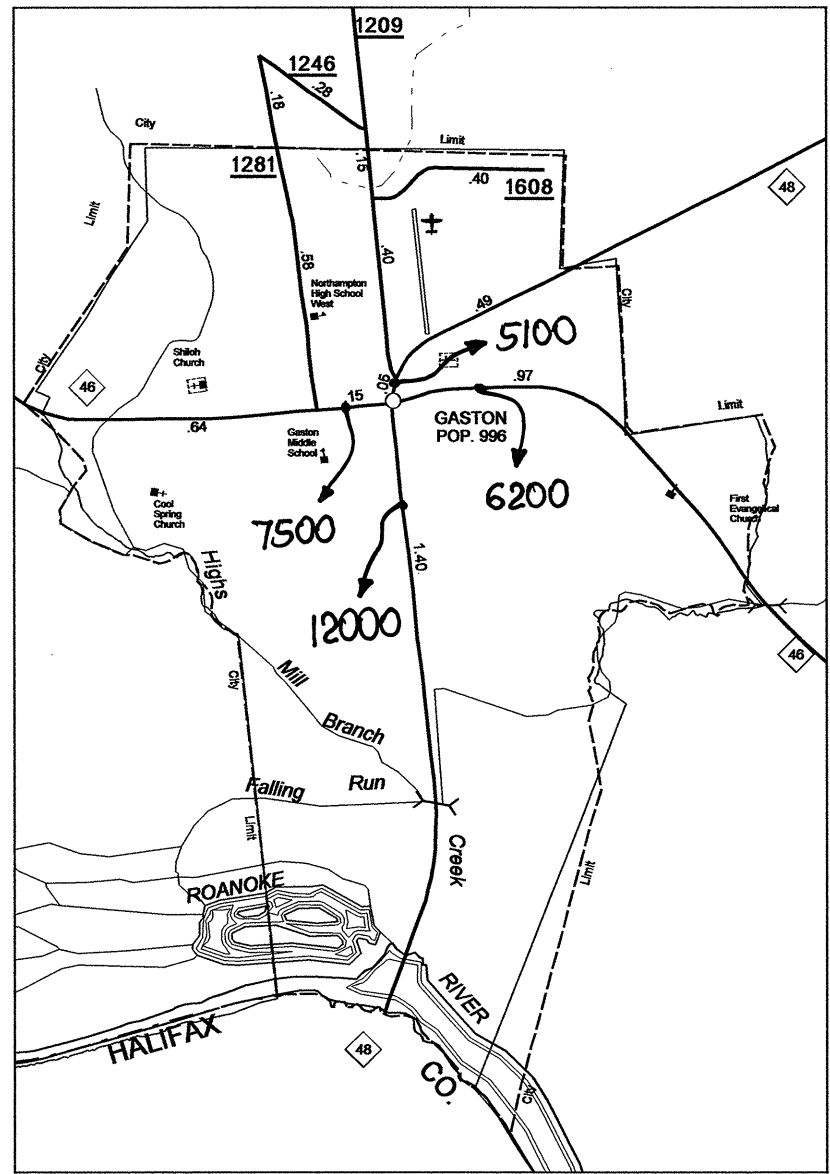 1209
1246
.28
.18
City
Limit
.15
1281
.40
1608
48
Limit
.40
.58
Northampton
High School
West
.49
City
5100
Shiloh
Church
City
46
.06
.97
.15
.64
GASTON
POP. 996
Limit
Gaston
Middle
School
6200
Cool
Spring
Church
7500
First
Evangelical
Church
1.40
Highs
12000
46
City
Mill
Branch
Falling Run
Limit
Creek
Limit
ROANOKE
RIVER
HALIFAX
48
CO.
City